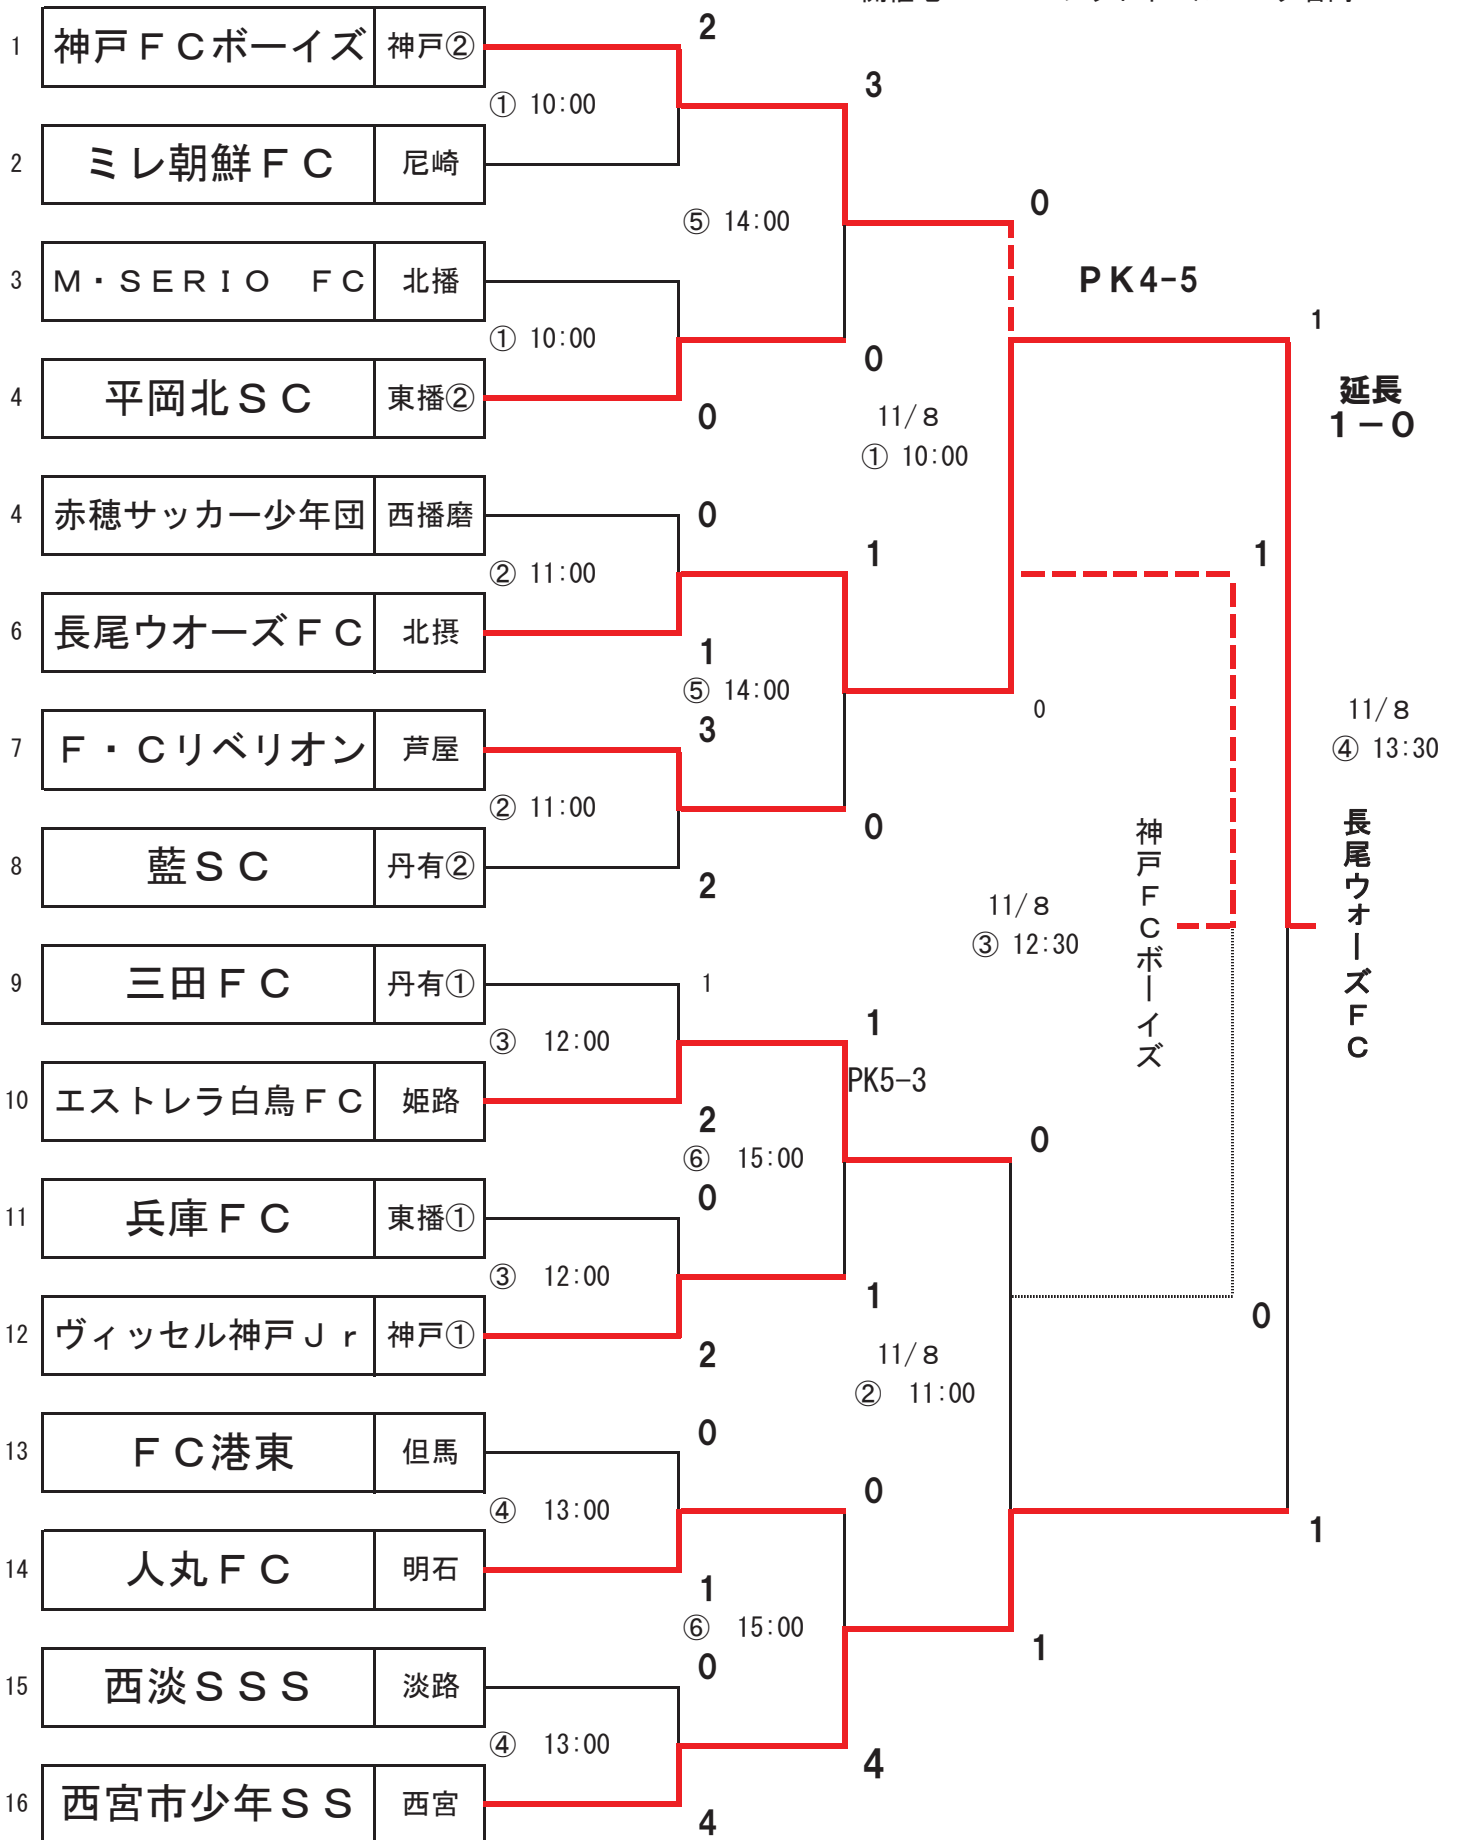 1 神戸ＦＣボーイズ 神戸②
① 10:00
2 ミレ朝鮮ＦＣ 尼崎
2
3
⑤ 14:00
3 Ｍ・ＳＥＲＩＯ　ＦＣ 北播
① 10:00
4 平岡北ＳＣ 東播②
0
0
0
PK4-5
1
延長
１－０
11/８
① 10:00
4 赤穂サッカー少年団 西播磨
0
② 11:00
1
1
6 長尾ウオーズＦＣ 北摂
1
⑤ 14:00
7 Ｆ・Ｃリベリオン 芦屋
3
0
11/８
④ 13:30
② 11:00
0
8 藍ＳＣ 丹有②
2
神戸ＦＣボーイズ
長尾ウオーズＦＣ
11/８
③ 12:30
9 三田ＦＣ 丹有①
1
③ 12:00
1
PK5-3
10 エストレラ白鳥ＦＣ 姫路
2
⑥ 15:00
0
11 兵庫ＦＣ 東播①
0
③ 12:00
1
0
12 ヴィッセル神戸Ｊｒ 神戸①
2
11/８
② 11:00
13 ＦＣ港東 但馬
0
④ 13:00
0
1
14 人丸ＦＣ 明石
1
⑥ 15:00
1
15 西淡ＳＳＳ 淡路
0
④ 13:00
4
16 西宮市少年ＳＳ 西宮
4